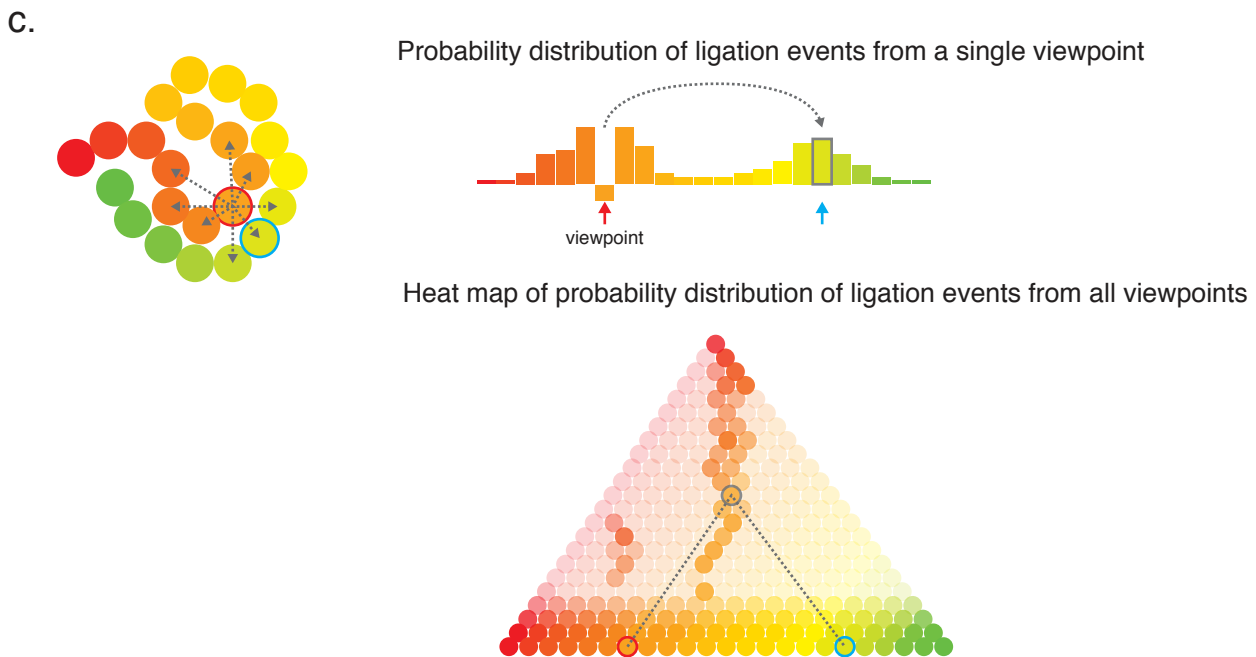 c.
Probability distribution of ligation events from a single viewpoint
viewpoint
Heat map of probability distribution of ligation events from all viewpoints